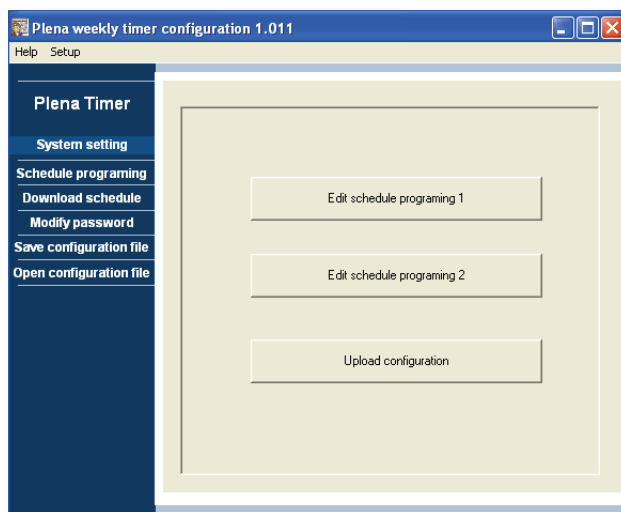 Plena weekly timer configuration 1.011
Help Setup
Plena Timer
System setting
Schedule programing
Download schedule
Modify password
Save configuration file
Open configuration file
Edit schedule programing 1
Edit schedule programing 2
Upload configuration